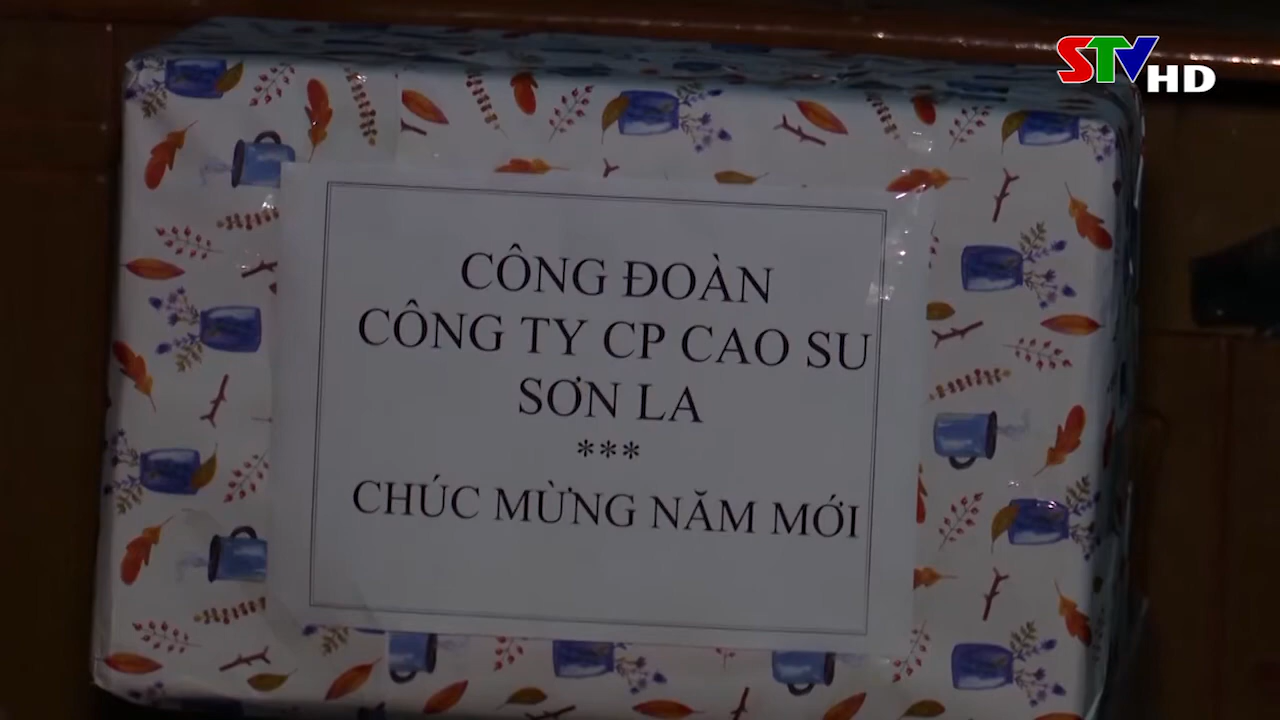 STV HD
CÔNG ĐOÀN
CÔNG TY CP CAO SU
SƠN LA
***
CHÚC MỪNG NĂM MỚI